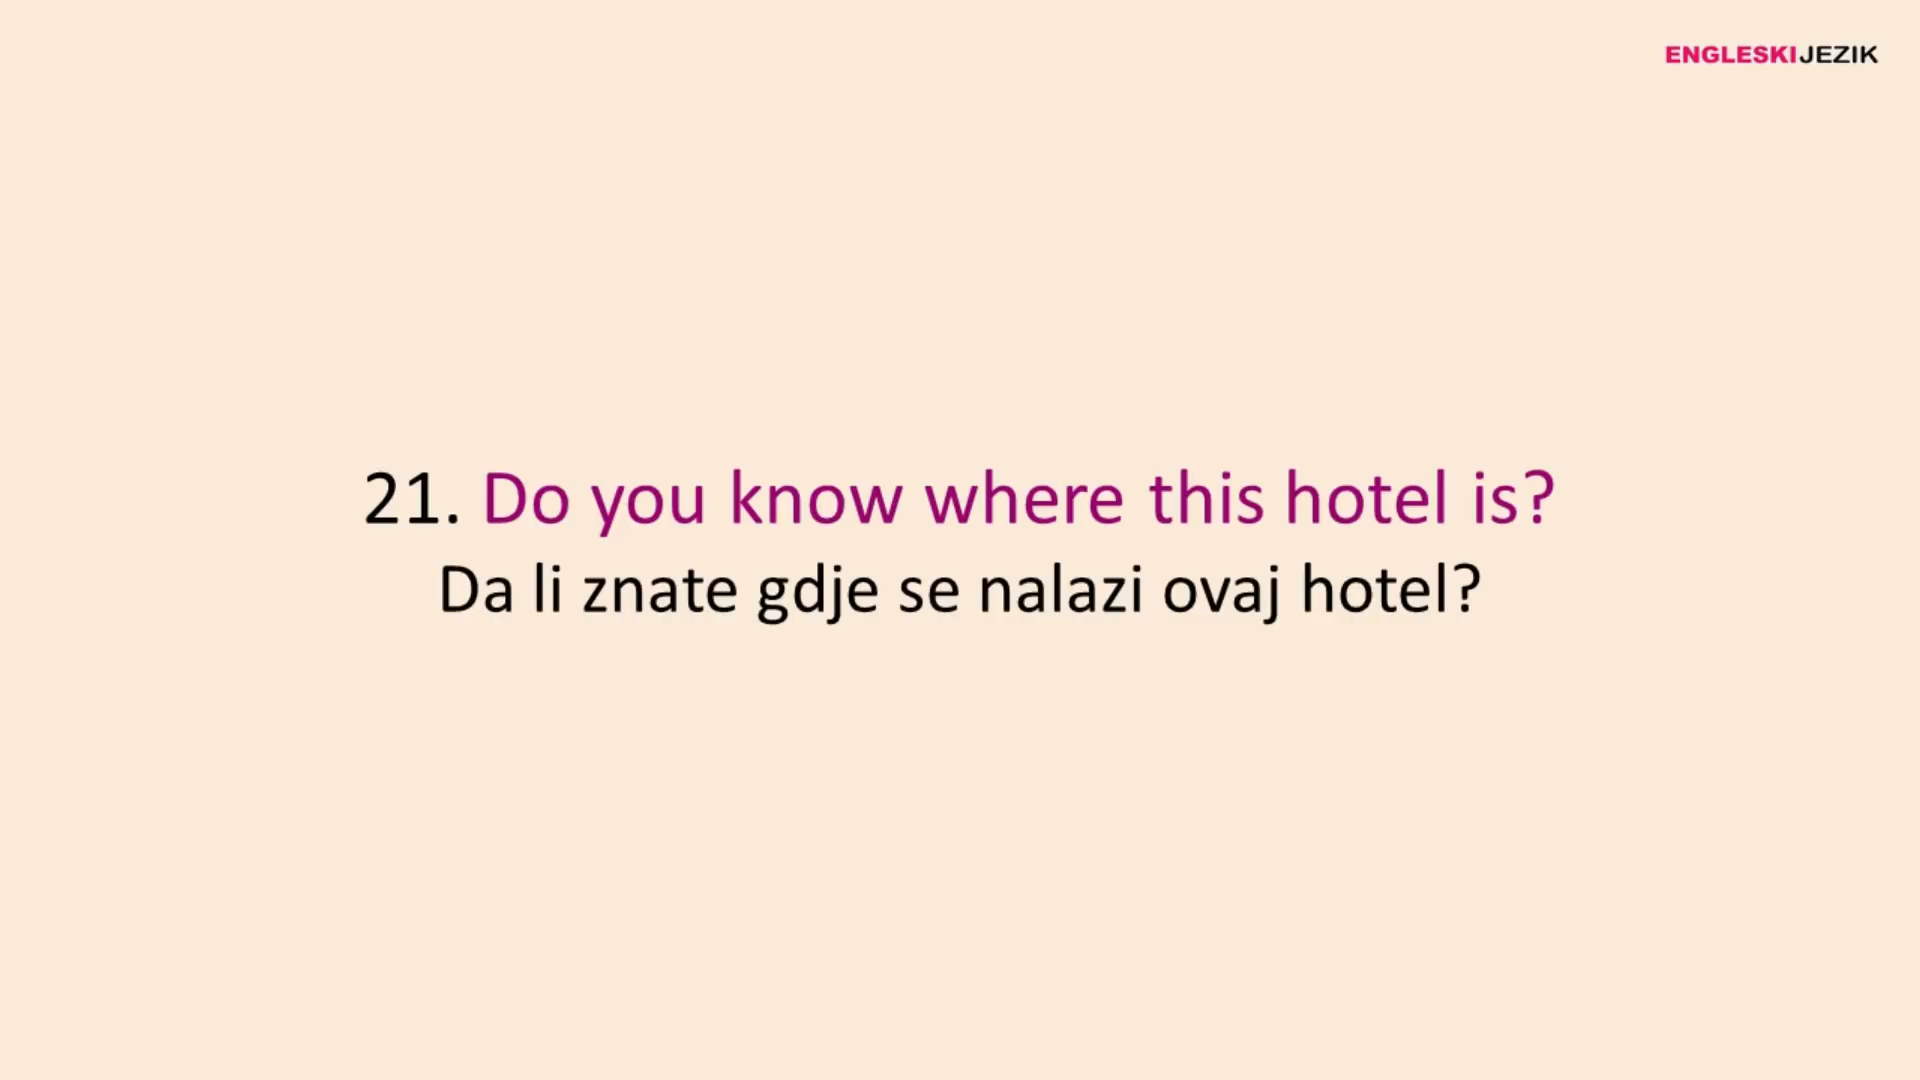 ENGLESKIJEZIK
21. Do you know where this hotel is?
Da li znate gdje se nalazi ovaj hotel?